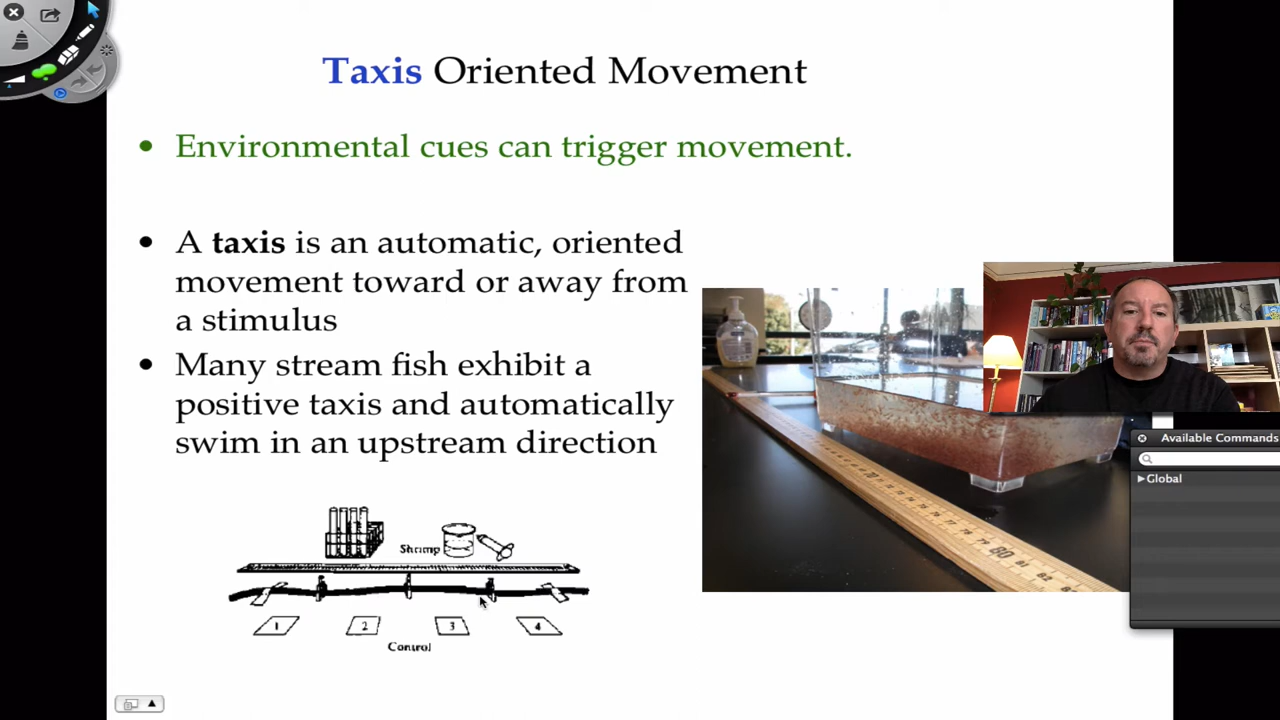 Taxis Oriented Movement
• Environmental cues can trigger movement.
• A taxis is an automatic, oriented
movement toward or away from
a stimulus
• Many stream fish exhibit a
positive taxis and automatically
swim in an upstream direction
Shrimp
1 2 3 4
Control
80
Available Commands
Global